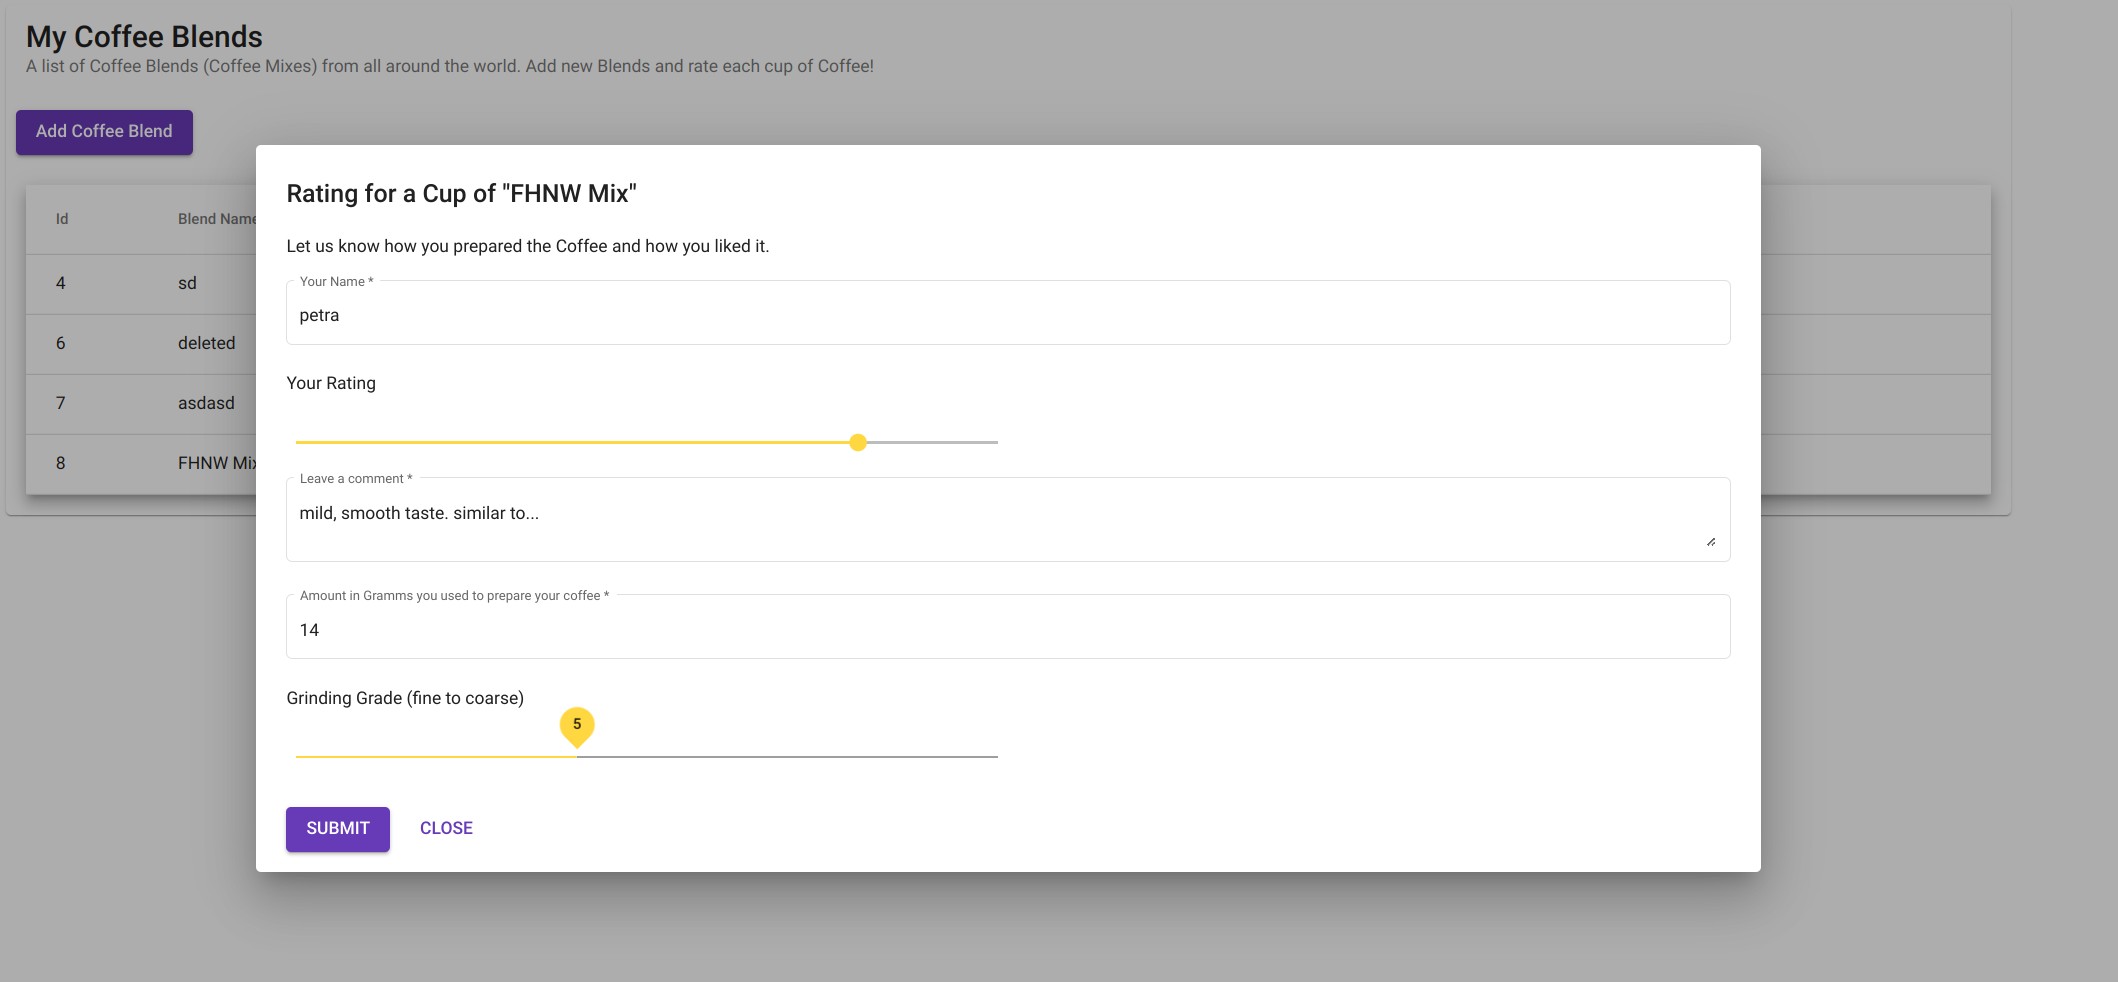 My Coffee Blends
A list of Coffee Blends (Coffee Mixes) from all around the world. Add new Blends and rate each cup of Coffee!
Add Coffee Blend
Id Blend Name
4 sd
6 deleted
7 asdasd
8 FHNW Mix
Rating for a Cup of "FHNW Mix"
Let us know how you prepared the Coffee and how you liked it.
Your Name *
petra
Your Rating
Leave a comment *
mild, smooth taste. similar to...
Amount in Gramms you used to prepare your coffee *
14
Grinding Grade (fine to coarse)
5
SUBMIT CLOSE